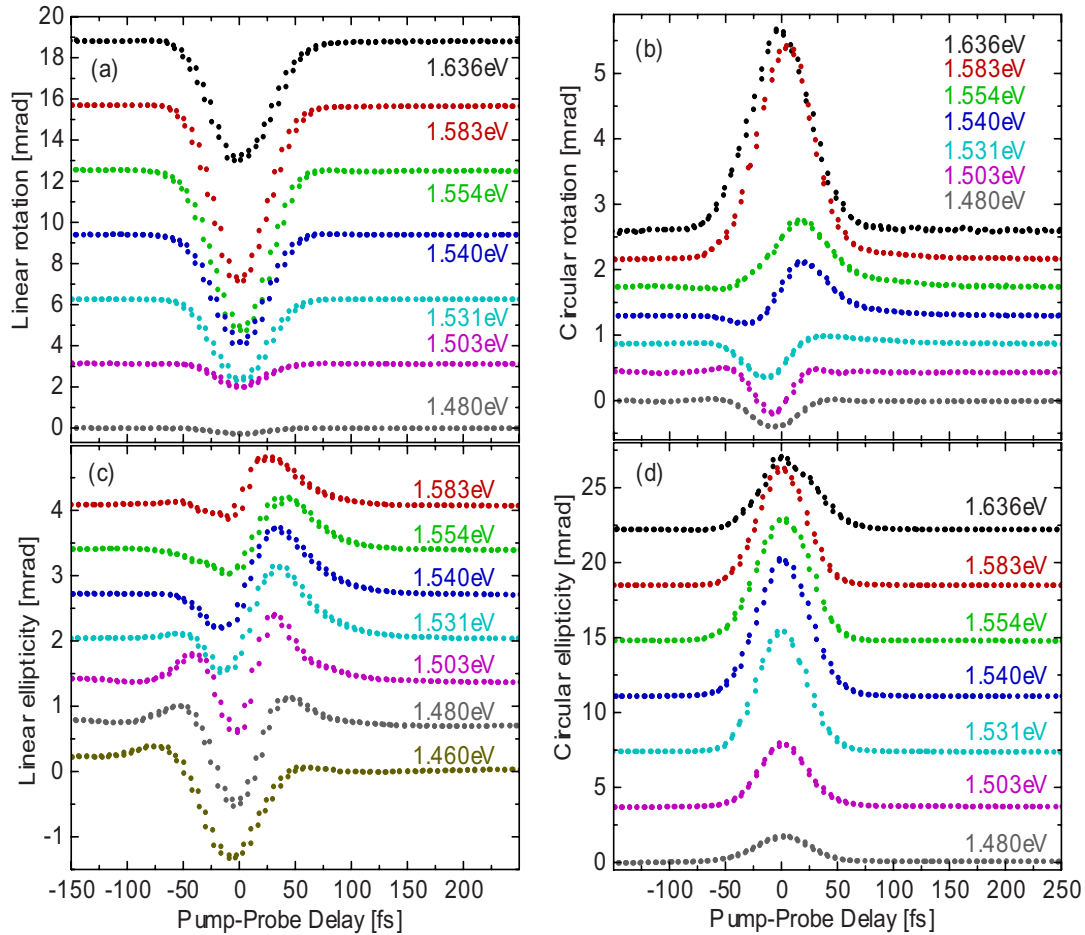 (a)
Linear rotation [mrad]
20
18
16
14
12
10
8
6
4
2
0
1.636eV
1.583eV
1.554eV
1.540eV
1.531eV
1.503eV
1.480eV
(b)
Circular rotation [mrad]
5
4
3
2
1
0
1.636eV
1.583eV
1.554eV
1.540eV
1.531eV
1.503eV
1.480eV
(c)
Linear ellipticity [mrad]
4
3
2
1
0
-1
1.583eV
1.554eV
1.540eV
1.531eV
1.503eV
1.480eV
1.460eV
-150 -100 -50 0 50 100 150 200
Pump-Probe Delay [fs]
(d)
Circular ellipticity [mrad]
25
20
15
10
5
0
1.636eV
1.583eV
1.554eV
1.540eV
1.531eV
1.503eV
1.480eV
-100 -50 0 50 100 150 200 250
Pump-Probe Delay [fs]